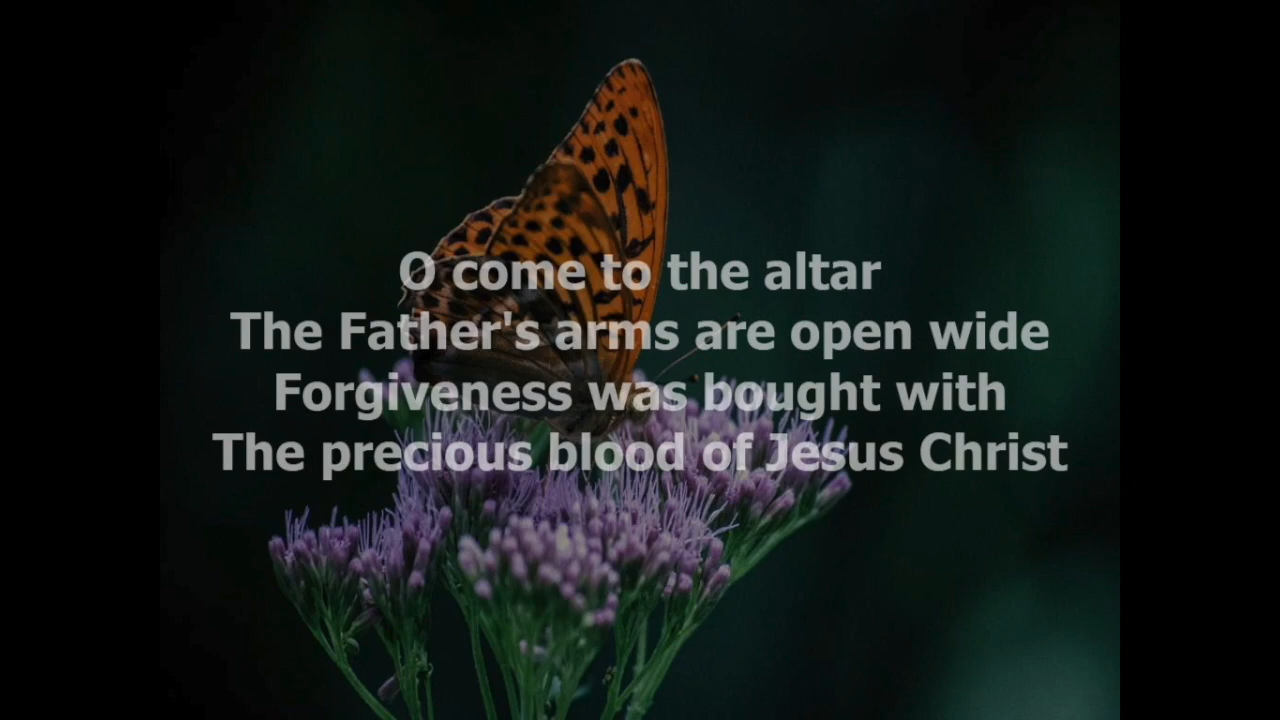 O come to the altar
The Father's arms are open wide
Forgiveness was bought with
The precious blood of Jesus Christ